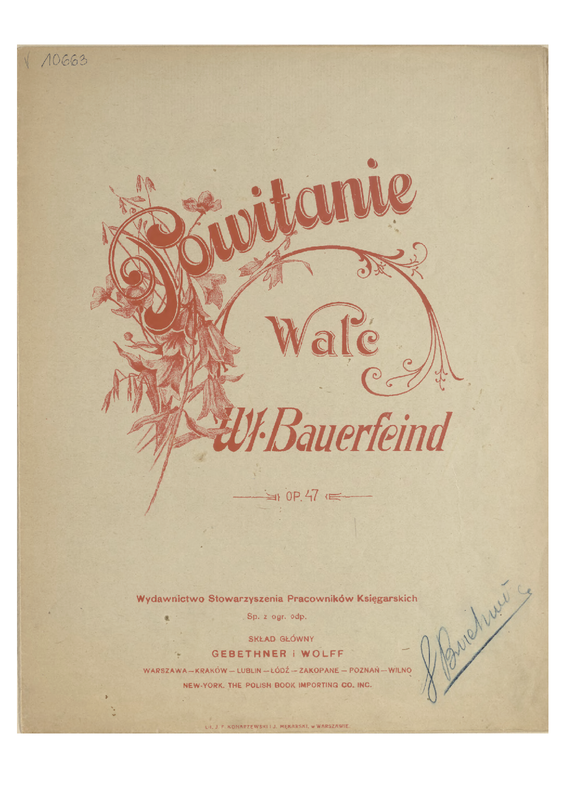 10663
Powitanie
Walc
Wł. Bauerfeind
OP. 47
Wydawnictwo Stowarzyszenia Pracowników Księgarskich
Sp. z ogr. odp.
SKŁAD GŁÓWNY
GEBETHNER i WOLFF
WARSZAWA — KRAKÓW — LUBLIN — ŁÓDŹ — ZAKOPANE — POZNAŃ — WILNO
NEW-YORK. THE POLISH BOOK IMPORTING CO. INC.
W WARSZAWIE.